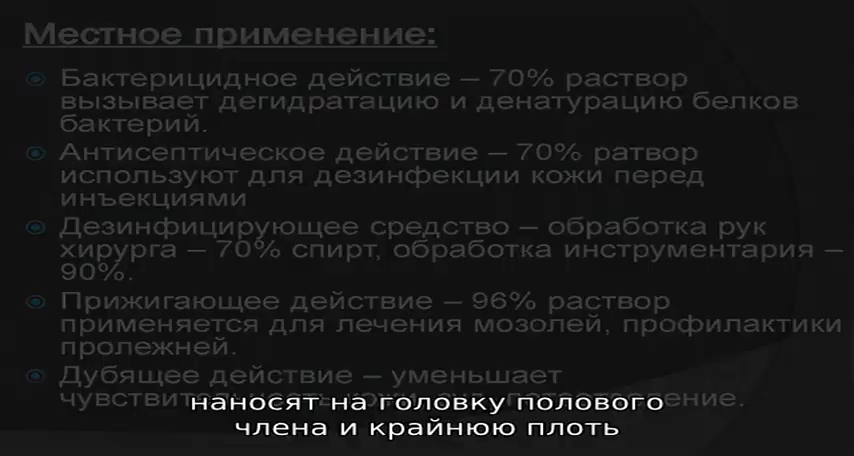 Местное применение:
Бактерицидное действие – 70% раствор
вызывает дегидратацию и денатурацию белков
бактерий.
Антисептическое действие – 70% ратвор
используют для дезинфекции кожи перед
инъекциями
Дезинфицирующее средство – обработка рук
хирурга – 70% спирт, обработка инструментария –
90%.
Прижигающее действие – 96% раствор
применяется для лечения мозолей, профилактики
пролежней.
Дубящее действие – уменьшает
наносят на головку полового
члена и крайнюю плоть